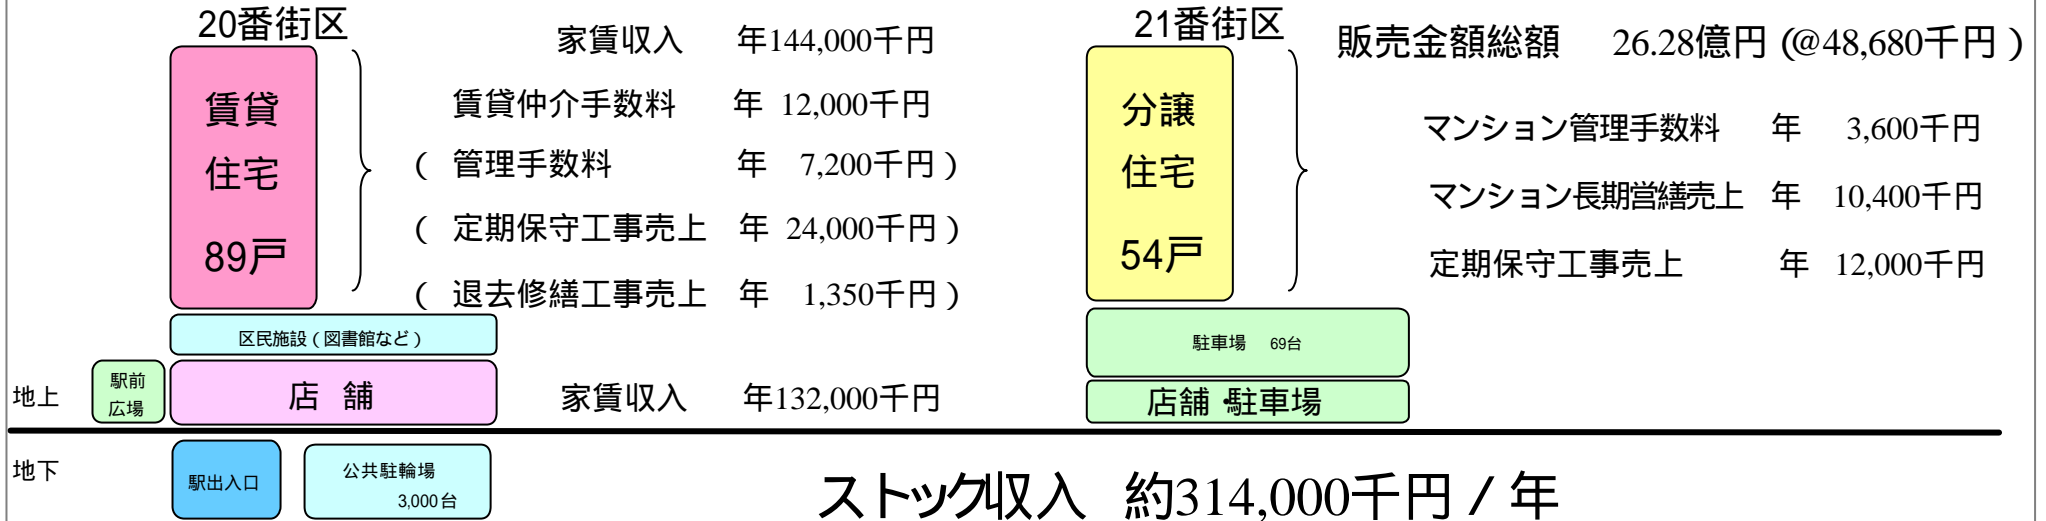 20番街区
家賃収入 年144,000千円
賃貸住宅
89戸
賃貸仲介手数料 年 12,000千円
( 管理手数料 年 7,200千円 )
( 定期保守工事売上 年 24,000千円 )
( 退去修繕工事売上 年 1,350千円 )
区民施設 ( 図書館など )
地上
駅前広場
店 舗
家賃収入 年132,000千円
21番街区
販売金額総額 26.28億円 (@48,680千円 )
分譲住宅
54戸
マンション管理手数料 年 3,600千円
マンション長期営繕売上 年 10,400千円
定期保守工事売上 年 12,000千円
駐車場 69台
店舗・駐車場
地下
駅出入口
公共駐輪場
3,000台
ストック収入 約314,000千円 / 年